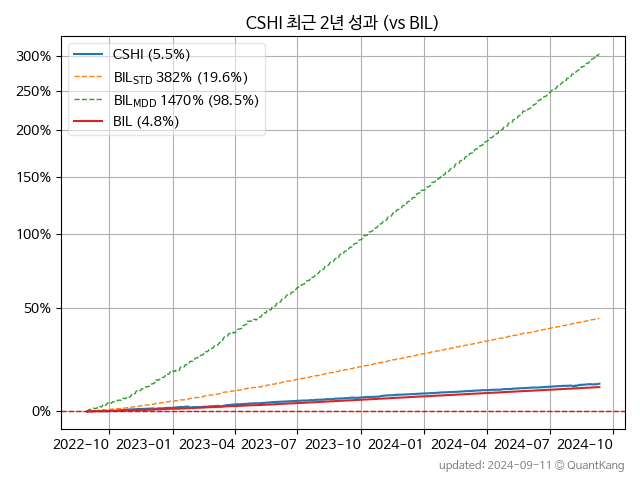 CSHI 최근 2년 성과 (vs BIL)
CSHI (5.5%)
BIL_STD 382% (19.6%)
BIL_MDD 1470% (98.5%)
BIL (4.8%)
300%
250%
200%
150%
100%
50%
0%
2022-10 2023-01 2023-04 2023-07 2023-10 2024-01 2024-04 2024-07 2024-10
updated: 2024-09-11 © QuantKang